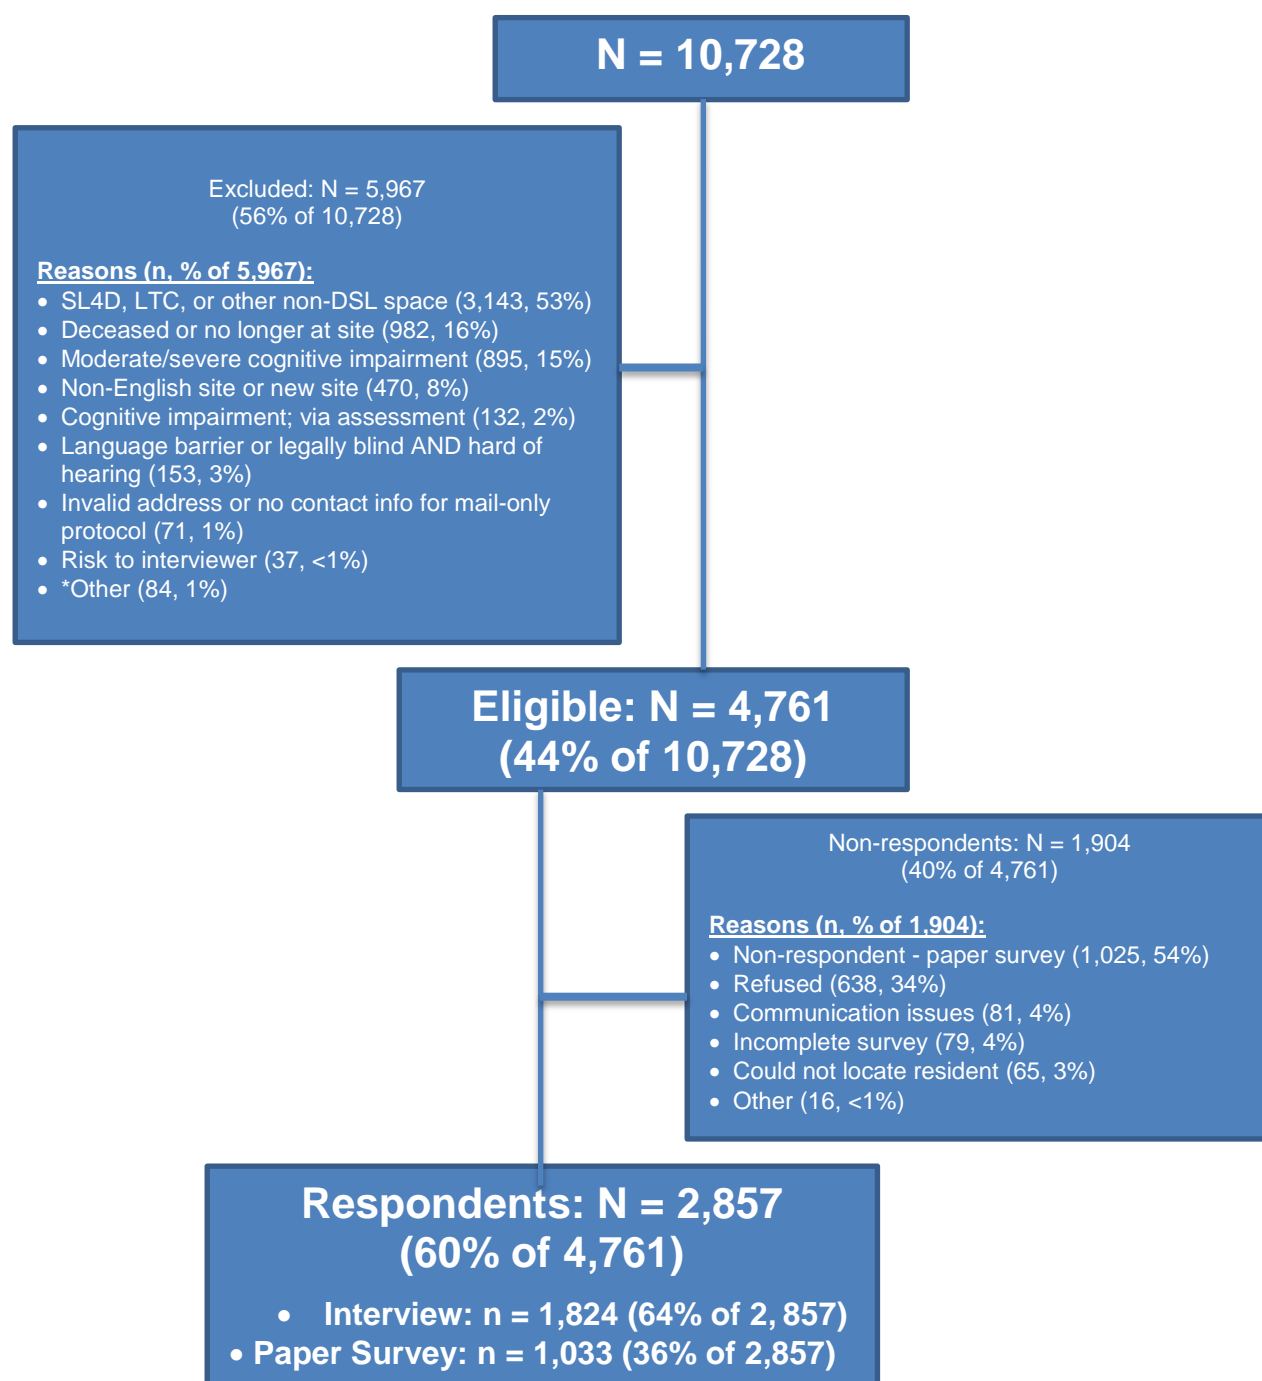 N = 10,728
Excluded: N = 5,967
(56% of 10,728)
Reasons (n, % of 5,967):
• SL4D, LTC, or other non-DSL space (3,143, 53%)
• Deceased or no longer at site (982, 16%)
• Moderate/severe cognitive impairment (895, 15%)
• Non-English site or new site (470, 8%)
• Cognitive impairment; via assessment (132, 2%)
• Language barrier or legally blind AND hard of
hearing (153, 3%)
• Invalid address or no contact info for mail-only
protocol (71, 1%)
• Risk to interviewer (37, <1%)
• *Other (84, 1%)
Eligible: N = 4,761
(44% of 10,728)
Non-respondents: N = 1,904
(40% of 4,761)
Reasons (n, % of 1,904):
• Non-respondent - paper survey (1,025, 54%)
• Refused (638, 34%)
• Communication issues (81, 4%)
• Incomplete survey (79, 4%)
• Could not locate resident (65, 3%)
• Other (16, <1%)
Respondents: N = 2,857
(60% of 4,761)
• Interview: n = 1,824 (64% of 2, 857)
• Paper Survey: n = 1,033 (36% of 2,857)